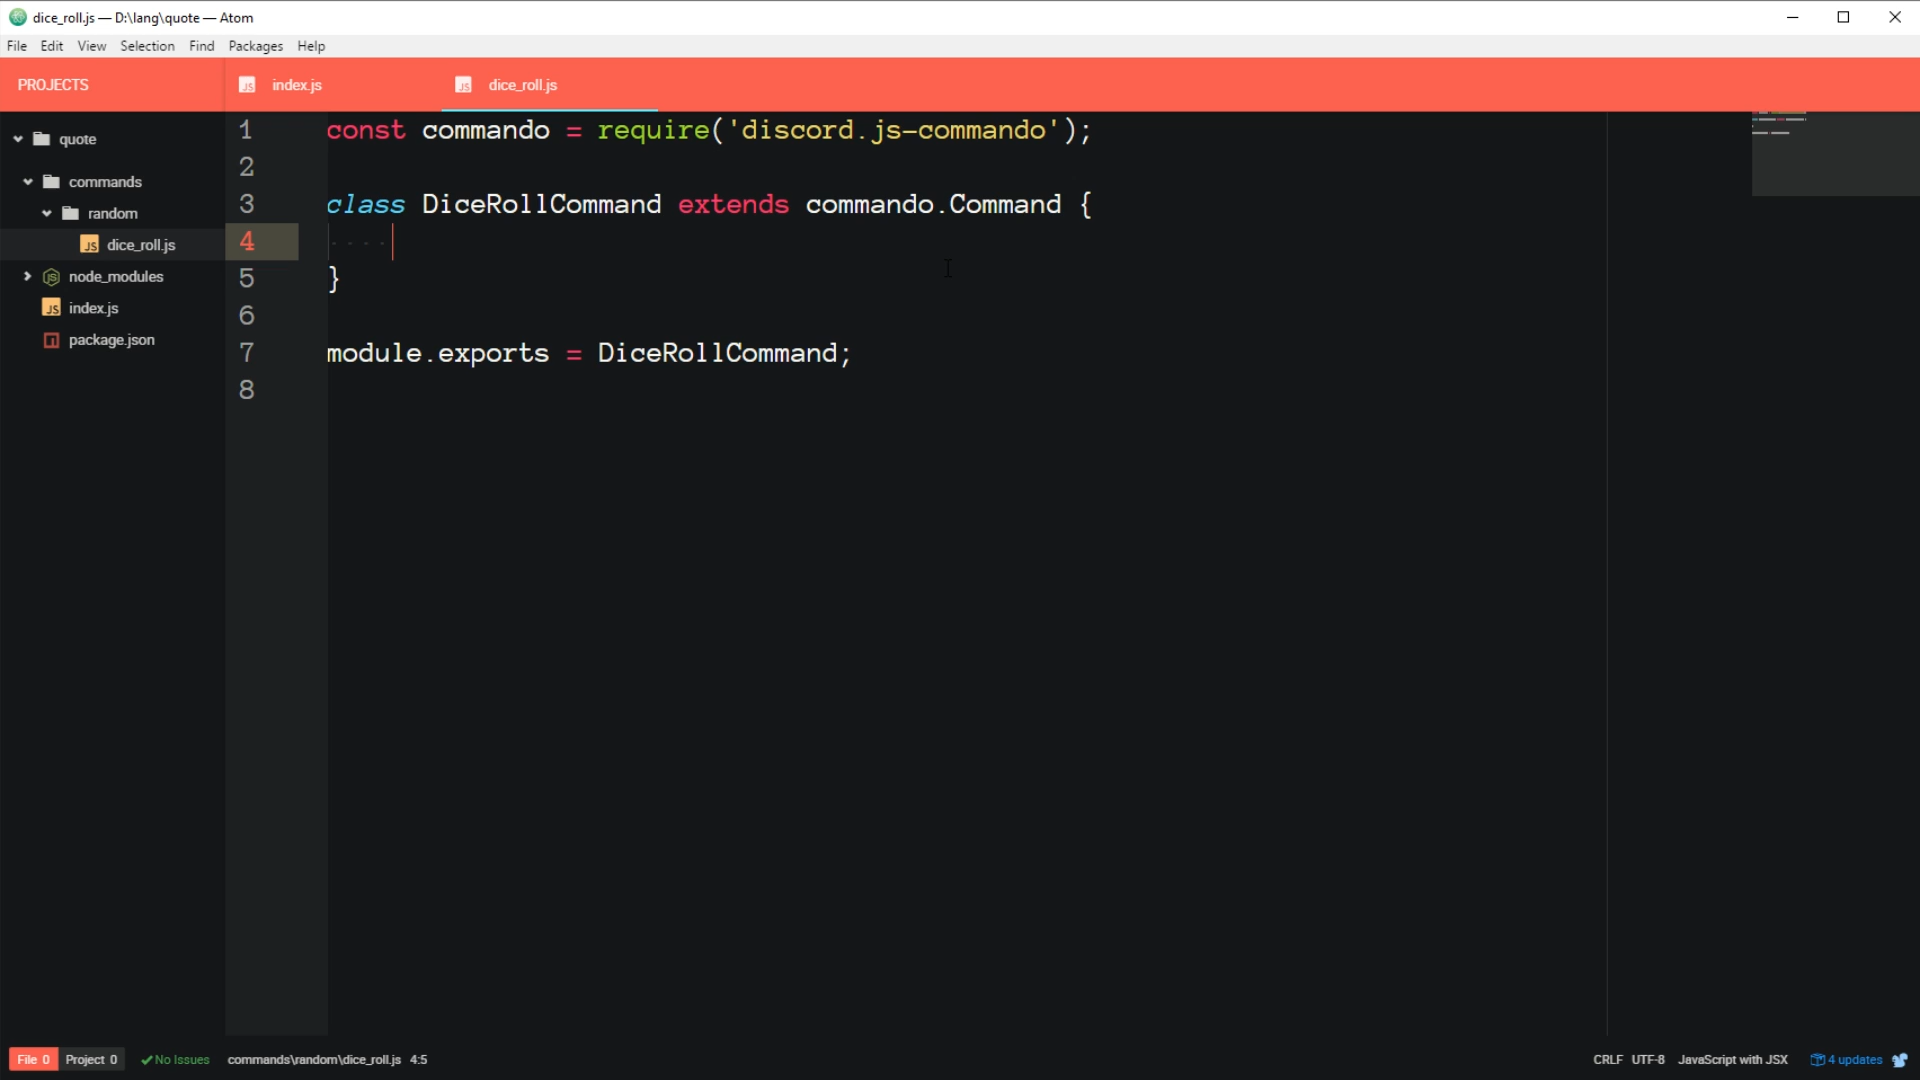 dice_roll.js — D:\lang\quote — Atom
File Edit View Selection Find Packages Help
PROJECTS
index.js
dice_roll.js
quote
commands
random
dice_roll.js
node_modules
index.js
package.json
1 const commando = require('discord.js-commando');
2
3 class DiceRollCommand extends commando.Command {
4
5 }
6
7 module.exports = DiceRollCommand;
8
File 0 Project 0 No Issues commands\random\dice_roll.js 4:5 CRLF UTF-8 JavaScript with JSX 4 updates